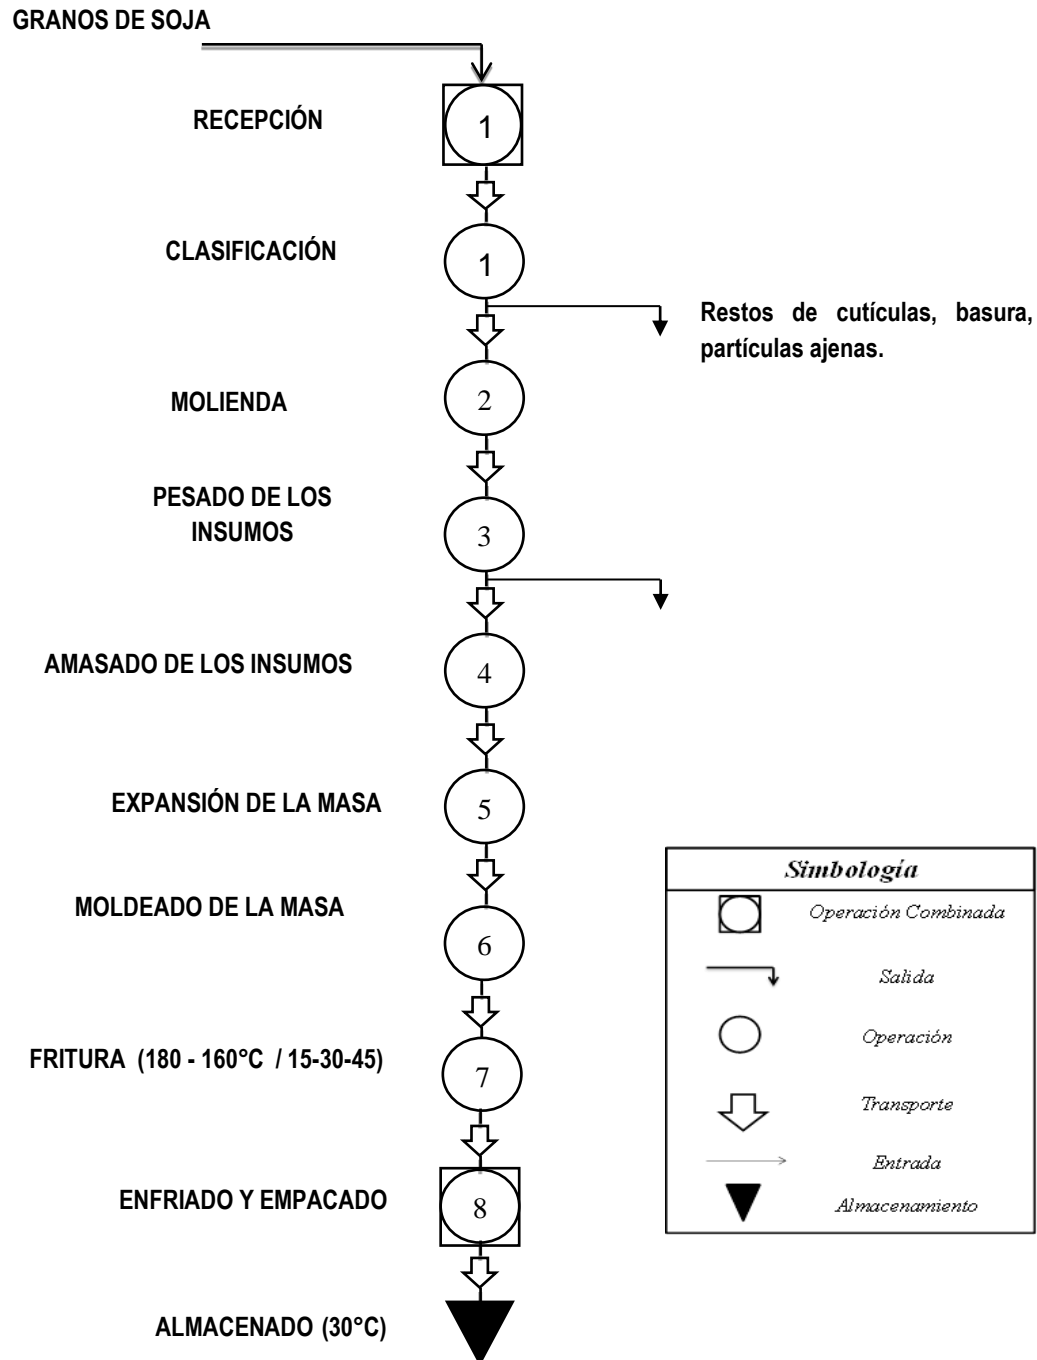 GRANOS DE SOJA
RECEPCIÓN
1
CLASIFICACIÓN
1
Restos de cutículas, basura,
partículas ajenas.
MOLIENDA
2
PESADO DE LOS
INSUMOS
3
AMASADO DE LOS INSUMOS
4
EXPANSIÓN DE LA MASA
5
MOLDEADO DE LA MASA
6
FRITURA (180 - 160°C / 15-30-45)
7
ENFRIADO Y EMPACADO
8
ALMACENADO (30°C)
Simbología
Operación Combinada
Salida
Operación
Transporte
Entrada
Almacenamiento